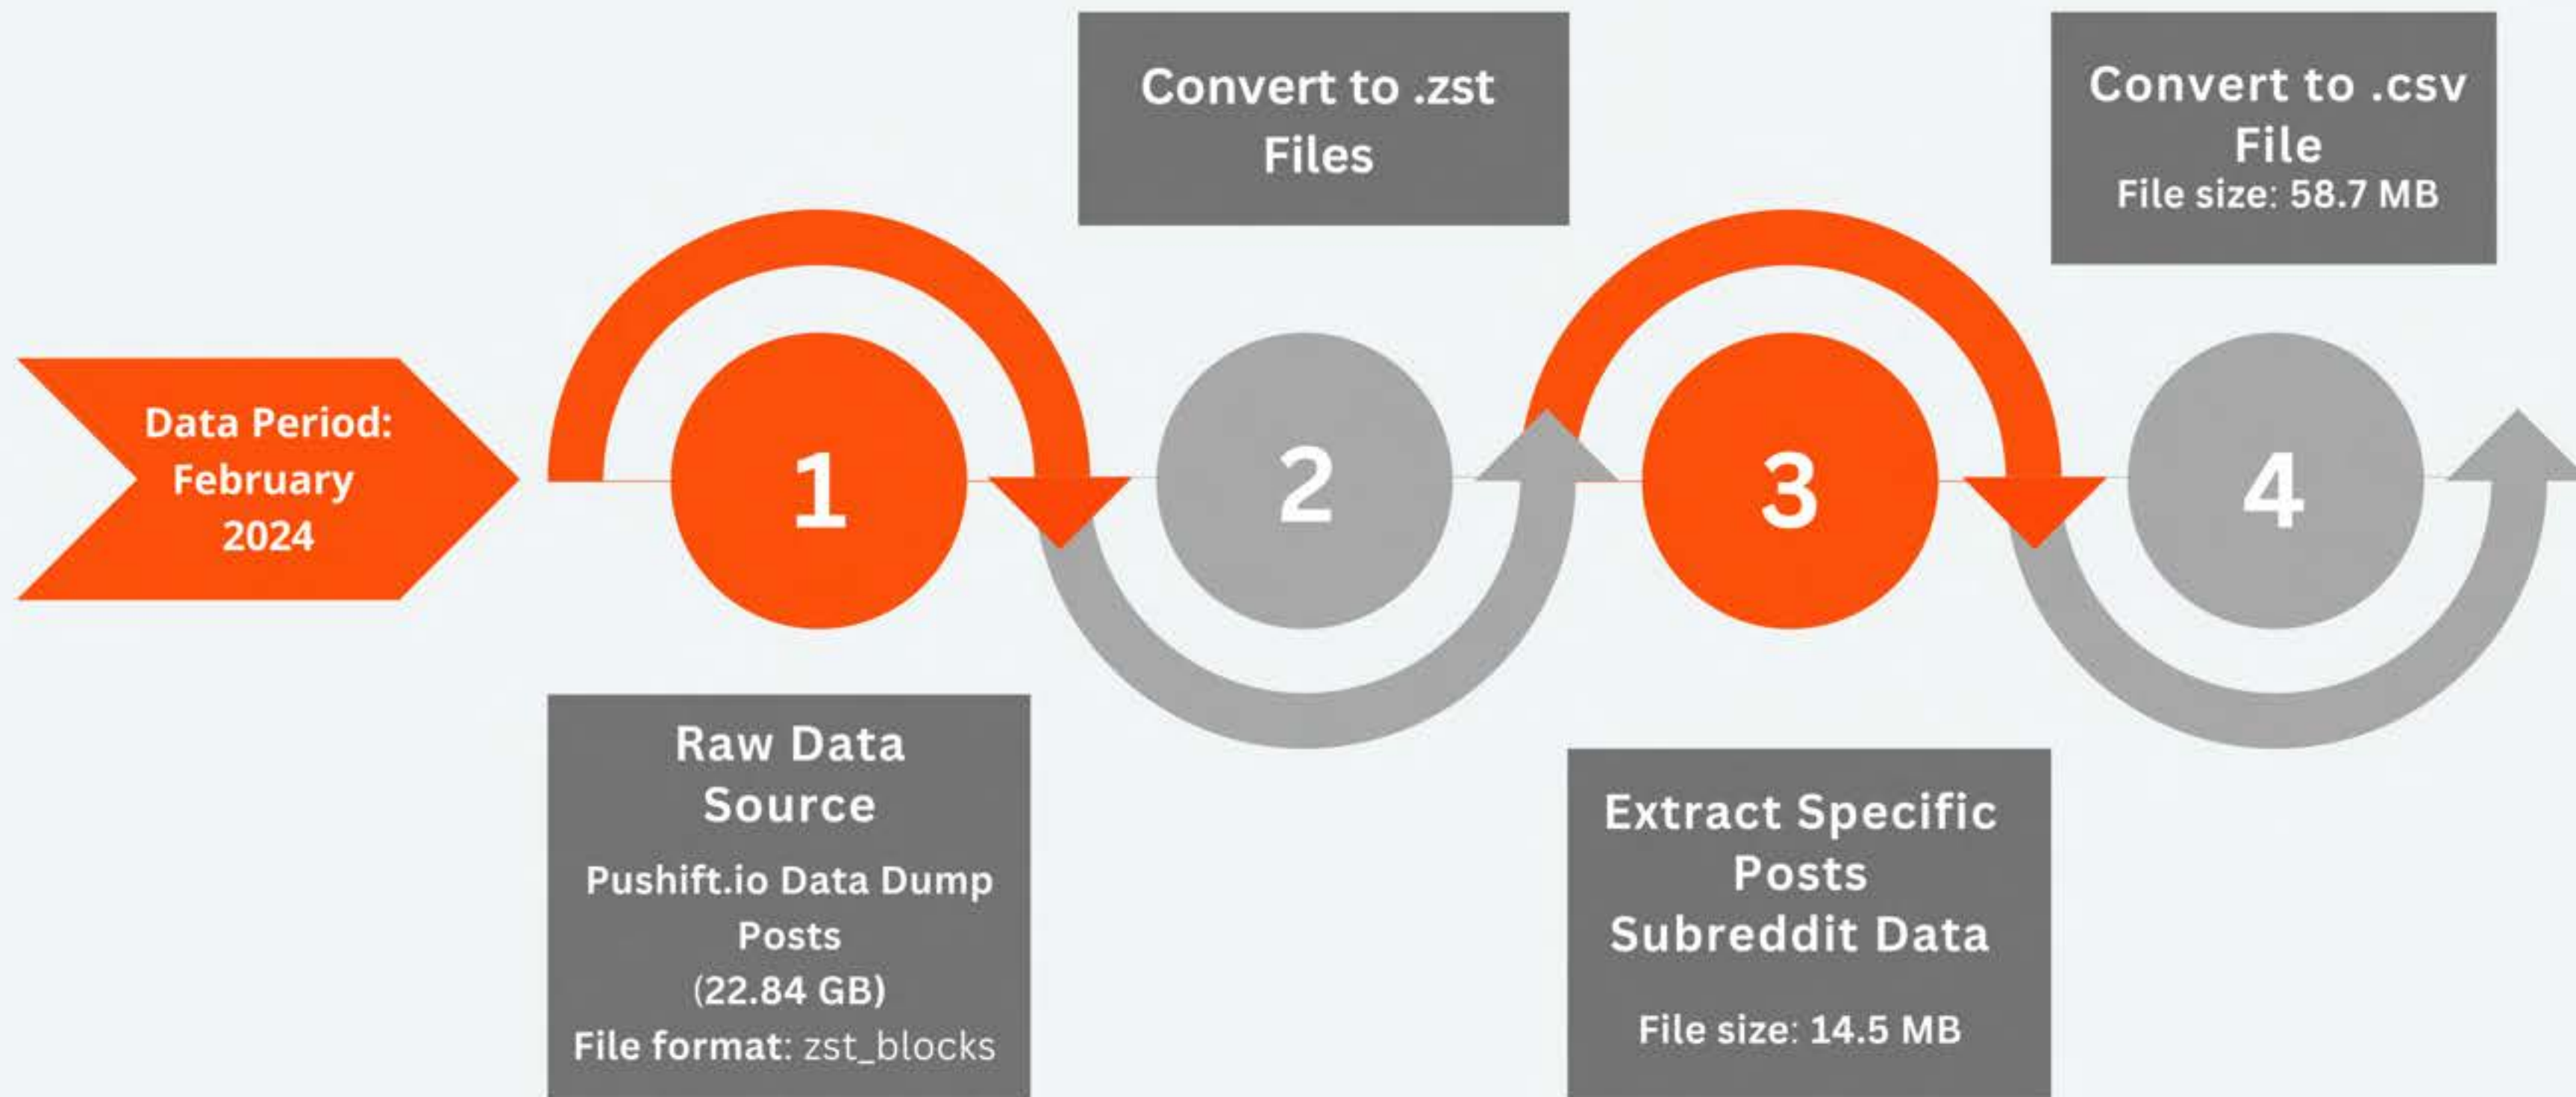 Data Period:
February
2024
1
Raw Data
Source
Pushift.io Data Dump
Posts
(22.84 GB)
File format: zst_blocks
Convert to .zst
Files
2
3
Extract Specific
Posts
Subreddit Data
File size: 14.5 MB
Convert to .csv
File
File size: 58.7 MB
4